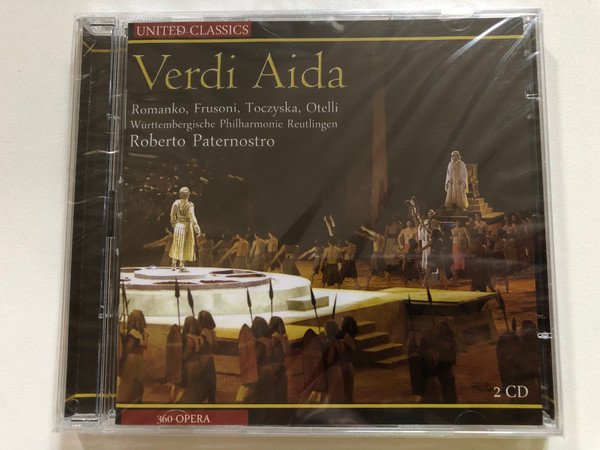 UNITED CLASSICS
Verdi Aida
Romanko, Frusoni, Toczyska, Otelli
Württembergische Philharmonie Reutlingen
Roberto Paternostro
2 CD
360 OPERA